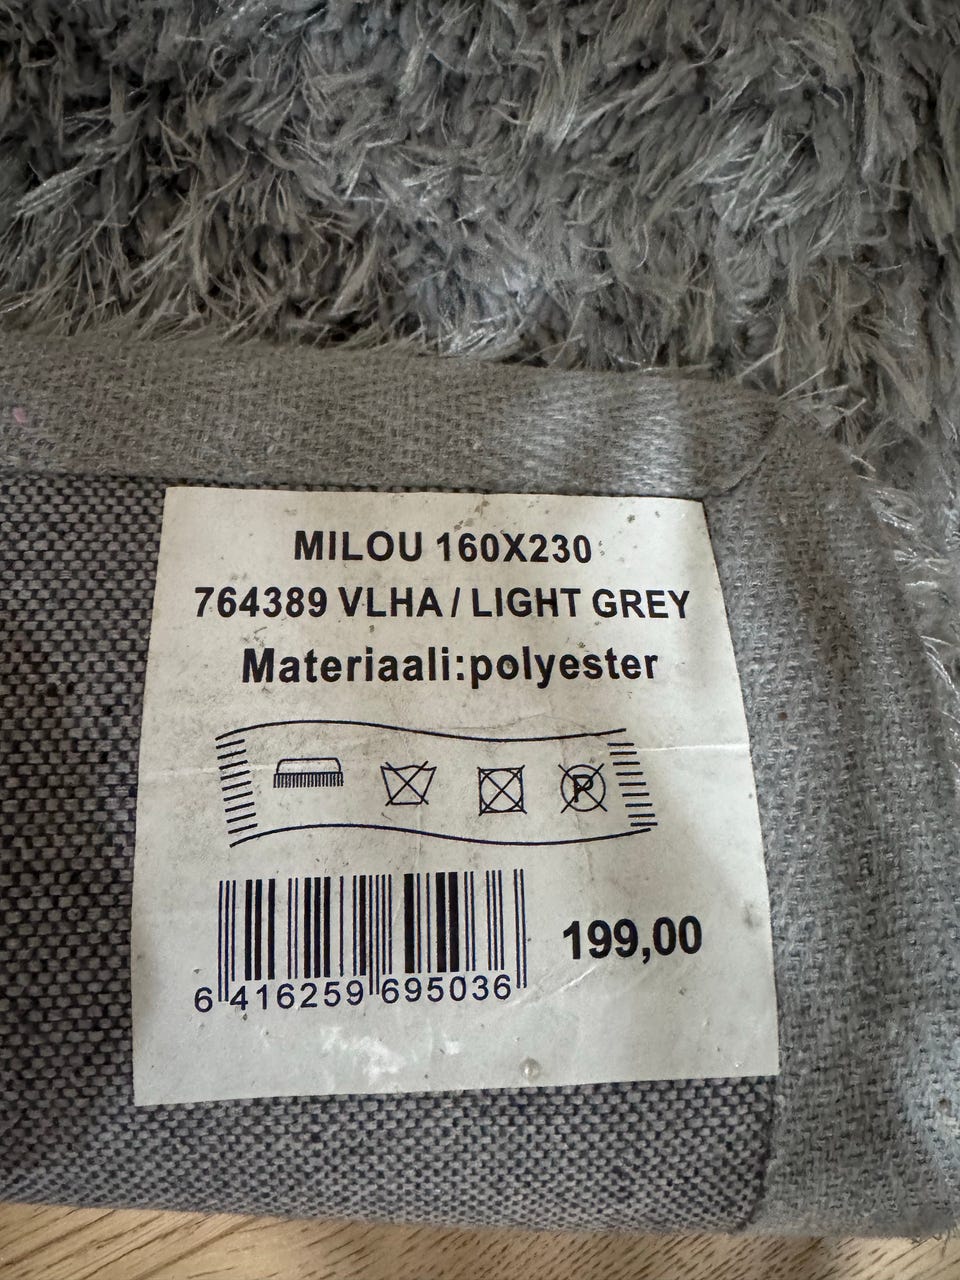 MILOU 160X230
764389 VLHA / LIGHT GREY
Materiaali:polyester
P
199,00
6 416259 695036